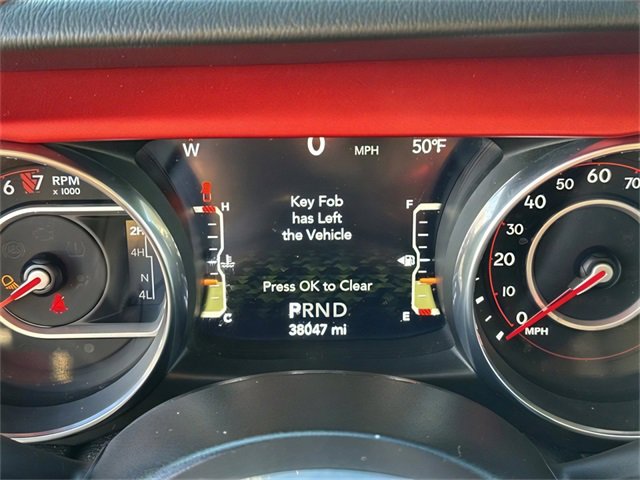 W 0 MPH 50°F
6 7 RPM
x 1000
H
F
Key Fob
has Left
the Vehicle
2H
4H
N
4L
Press OK to Clear
PRND
C
E
38047 mi
0 10 20 30 40 50 60 70
MPH